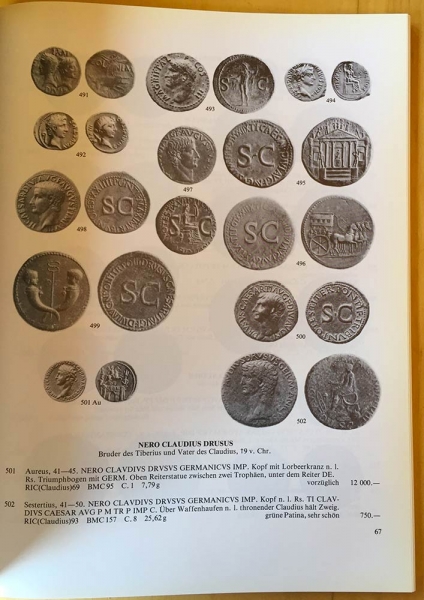 491
493
494
492
497
495
498
496
499
500
501 Au
502
NERO CLAUDIUS DRUSUS
Bruder des Tiberius und Vater des Claudius, †9 v. Chr.
501 Aureus, 41—45. NERO CLAVDIVS DRVSVS GERMANICVS IMP. Kopf mit Lorbeerkranz n. l.
Rs. Triumphbogen mit GERM. Oben Reiterstatue zwischen zwei Trophäen, unter dem Reiter DE.
RIC(Claudius)69 BMC 95 C. 1 7,79 g vorzüglich 12 000.—
502 Sestertius, 41—50. NERO CLAVDIVS DRVSVS GERMANICVS IMP. Kopf n. l. Rs. TI CLAV-
DIVS CAESAR AVG P M TR P IMP C. Über Waffenhaufen n. l. thronender Claudius hält Zweig.
RIC(Claudius)93 BMC 157 C. 8 25,62 g grüne Patina, sehr schön 750.—
67